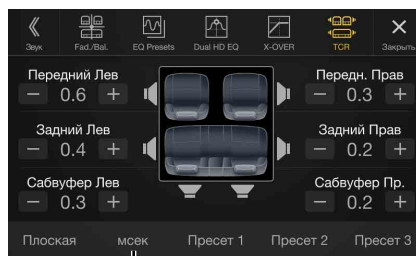 Звук Fad./Bal. EQ Presets Dual HD EQ X-OVER TCR Закрыть
Передний Лев Передн. Прав
− 0.6 + − 0.3 +
Задний Лев Задний Прав
− 0.4 + − 0.2 +
Сабвуфер Лев Сабвуфер Пр.
− 0.3 + − 0.2 +
Плоская мсек Пресет 1 Пресет 2 Пресет 3